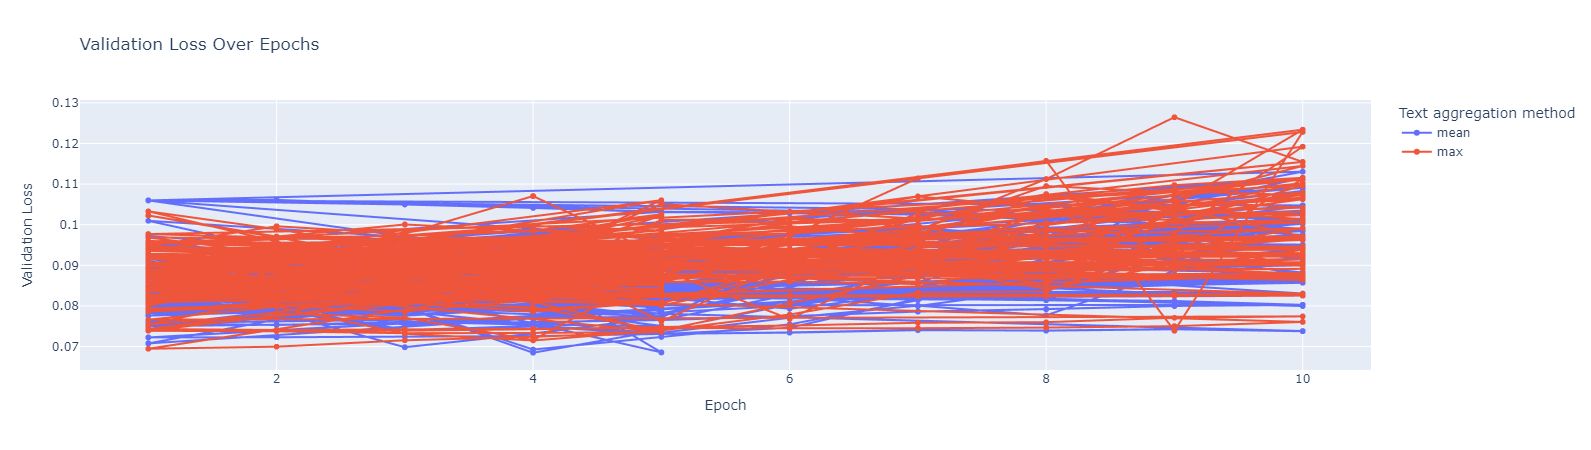 Validation Loss Over Epochs
Text aggregation method
mean
max
Validation Loss
0.13
0.12
0.11
0.1
0.09
0.08
0.07
2
4
6
8
10
Epoch